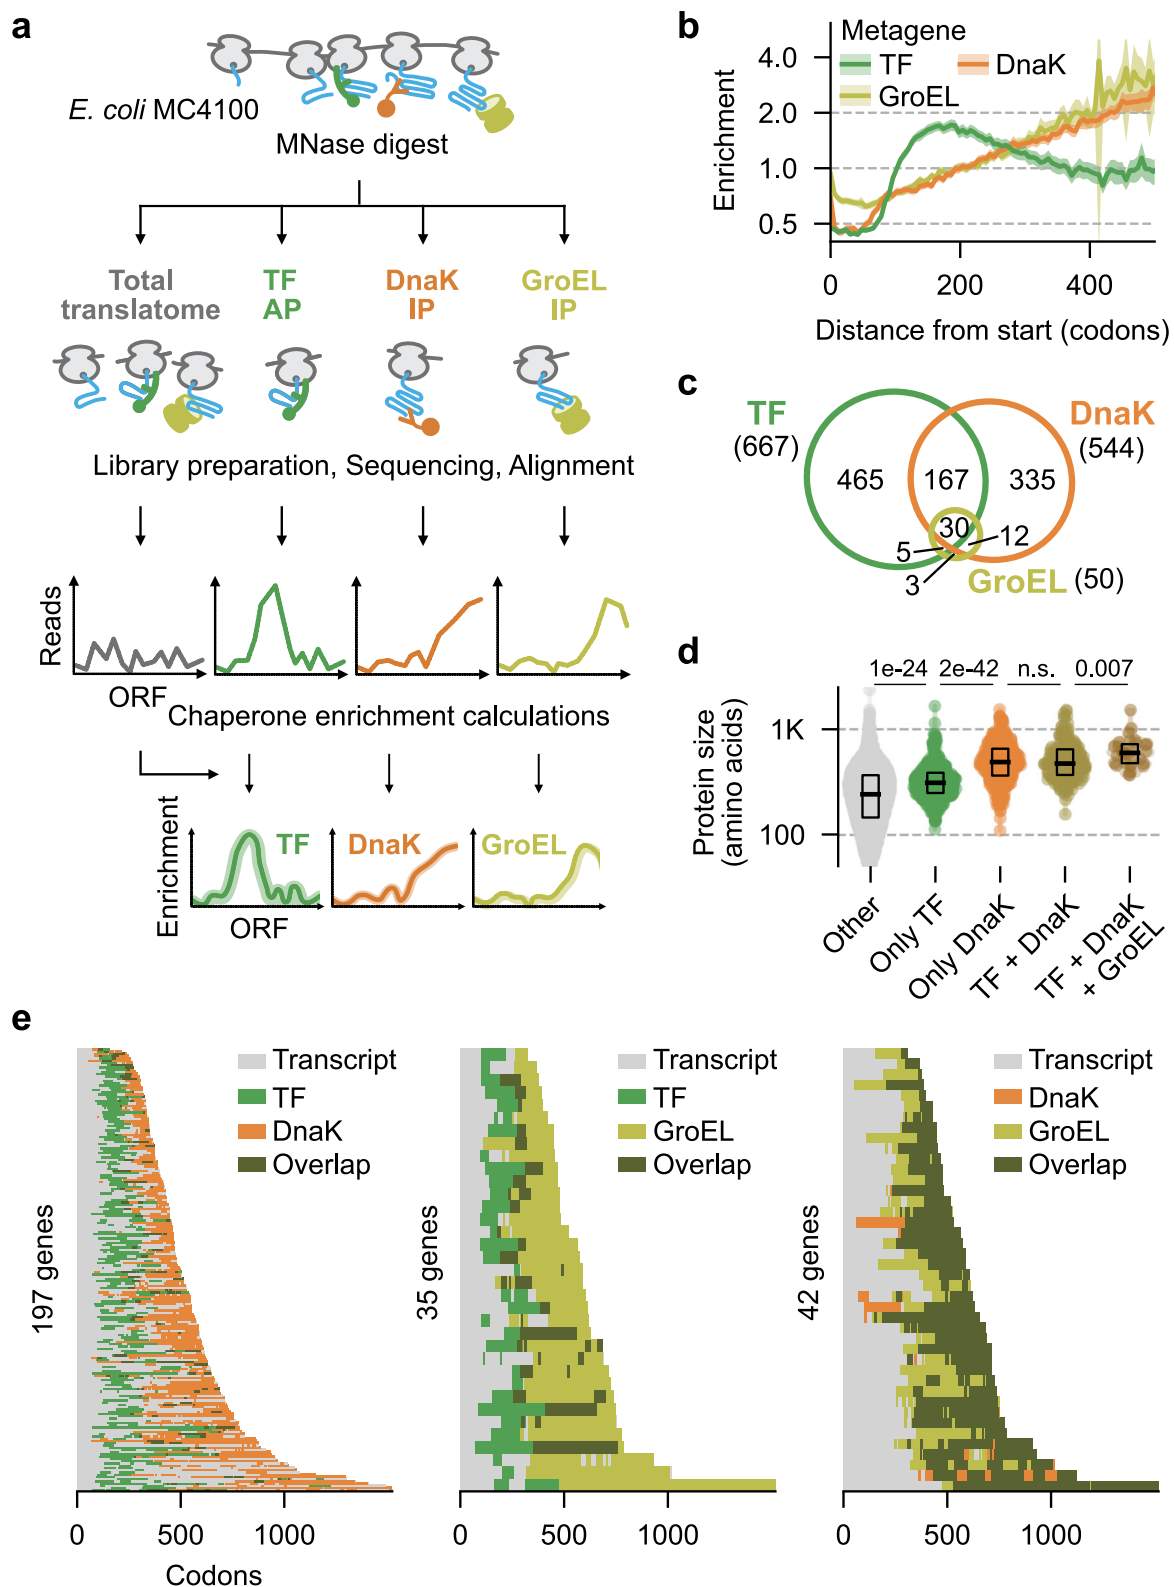 a
E. coli MC4100
MNase digest
Total
translatome
TF
AP
DnaK
IP
GroEL
IP
Library preparation, Sequencing, Alignment
Reads
ORF
Chaperone enrichment calculations
Enrichment
TF
DnaK
GroEL
ORF
b
Metagene
TF
DnaK
GroEL
Enrichment
4.0
2.0
1.0
0.5
0
200
400
Distance from start (codons)
c
TF
(667)
DnaK
(544)
465
167
335
30
5
12
3
GroEL (50)
d
1e-24
2e-42
n.s.
0.007
Protein size
(amino acids)
1K
100
Other
Only TF
Only DnaK
TF + DnaK
TF + DnaK
+ GroEL
e
197 genes
Transcript
TF
DnaK
Overlap
0
500
1000
Codons
35 genes
Transcript
TF
GroEL
Overlap
0
500
1000
42 genes
Transcript
DnaK
GroEL
Overlap
0
500
1000